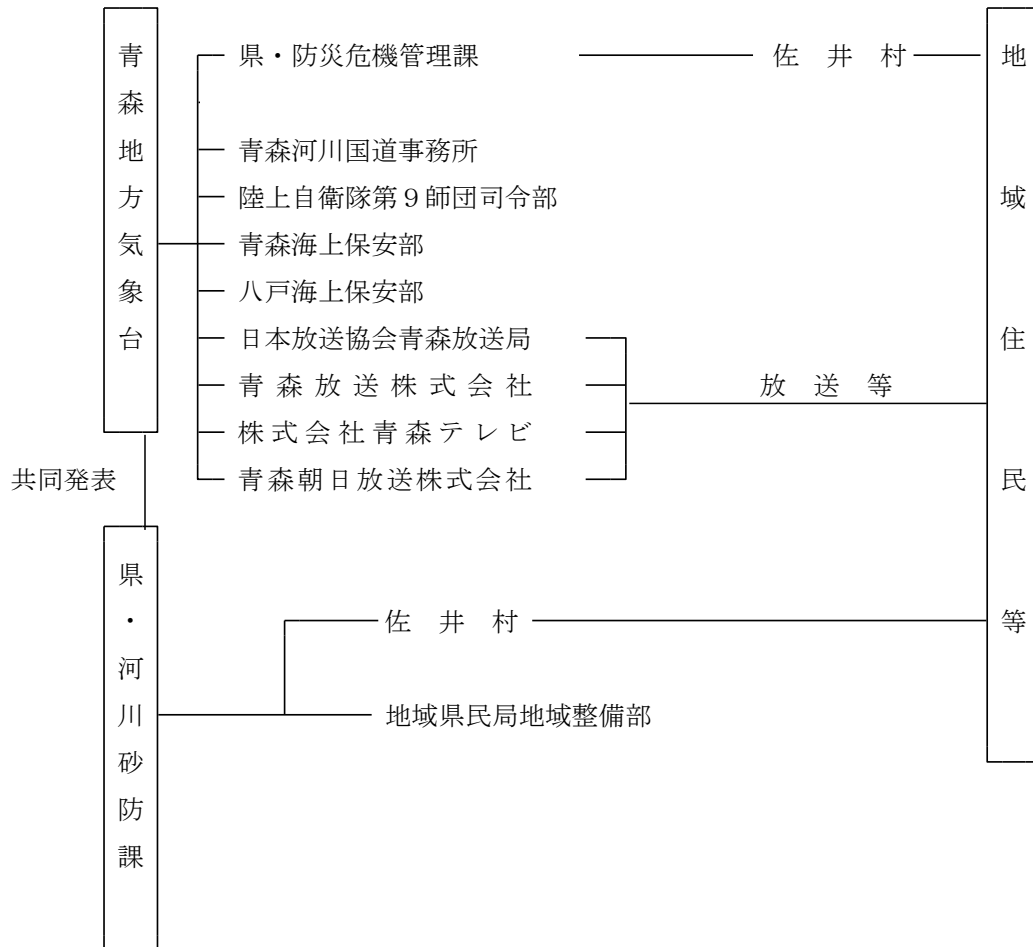 青森地方気象台
県・防災危機管理課
佐井村
地域住民等
青森河川国道事務所
陸上自衛隊第9師団司令部
青森海上保安部
八戸海上保安部
日本放送協会青森放送局
青森放送株式会社
放送等
株式会社青森テレビ
青森朝日放送株式会社
共同発表
県・河川砂防課
佐井村
地域県民局地域整備部